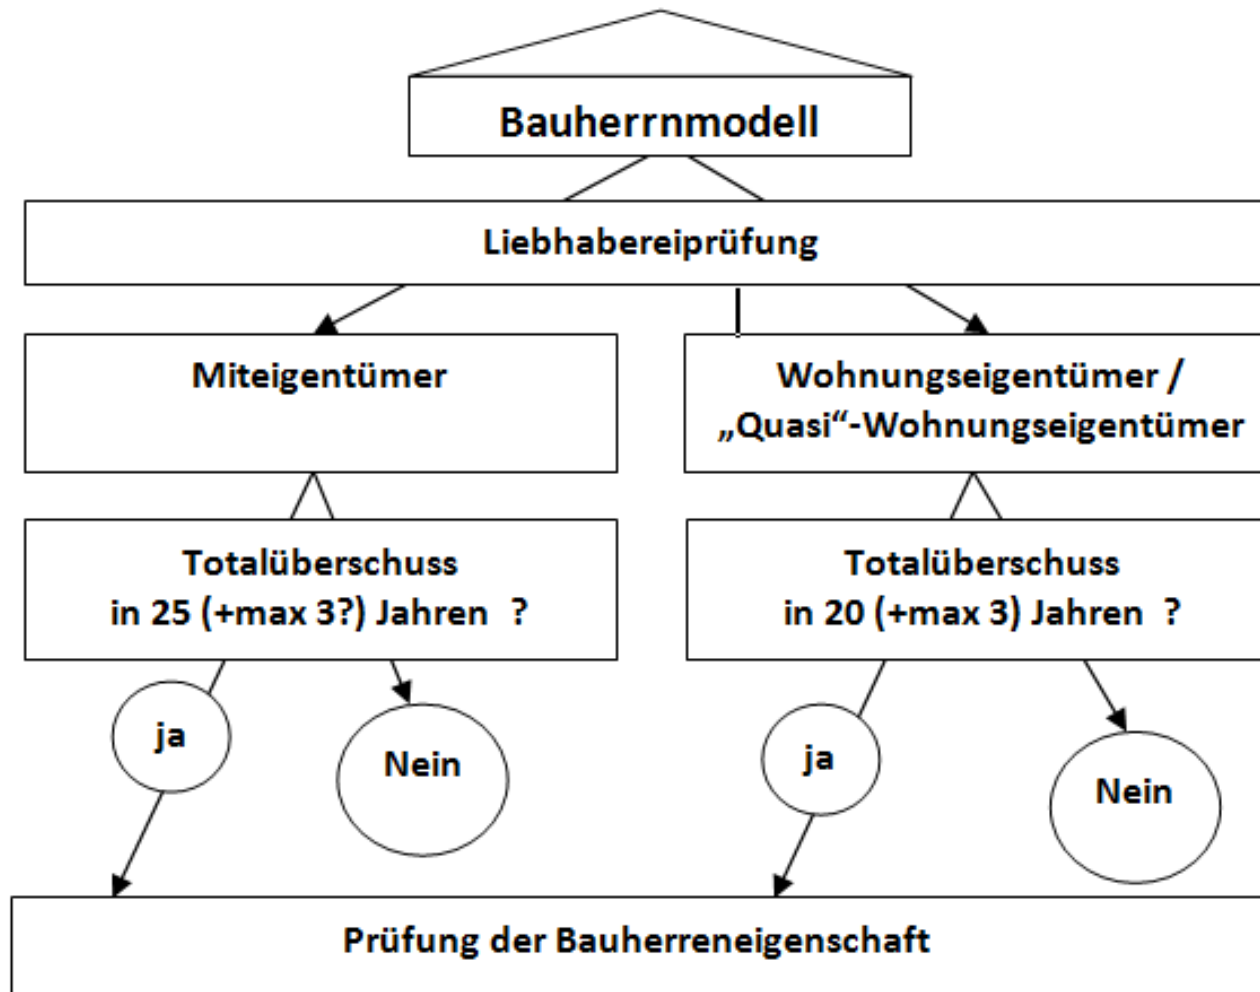 Bauherrnmodell
Liebhabereiprüfung
Miteigentümer
Wohnungseigentümer /
„Quasi“-Wohnungseigentümer
Totalüberschuss
in 25 (+max 3?) Jahren ?
Totalüberschuss
in 20 (+max 3) Jahren ?
ja
Nein
ja
Nein
Prüfung der Bauherreneigenschaft